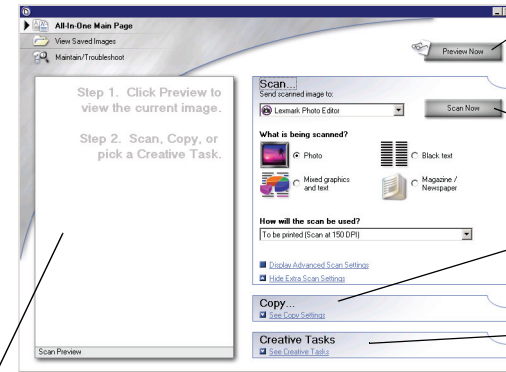 All-In-One Main Page
View Saved Images
Maintain/Troubleshoot
Preview Now
Step 1. Click Preview to
view the current image.
Step 2. Scan, Copy, or
pick a Creative Task.
Scan Preview
Scan...
Send scanned image to:
Lexmark Photo Editor
Scan Now
What is being scanned?
Photo
Black text
Mixed graphics
and text
Magazine /
Newspaper
How will the scan be used?
To be printed (Scan at 150 DPI)
Display Advanced Scan Settings
Hide Extra Scan Settings
Copy...
See Copy Settings
Creative Tasks
See Creative Tasks